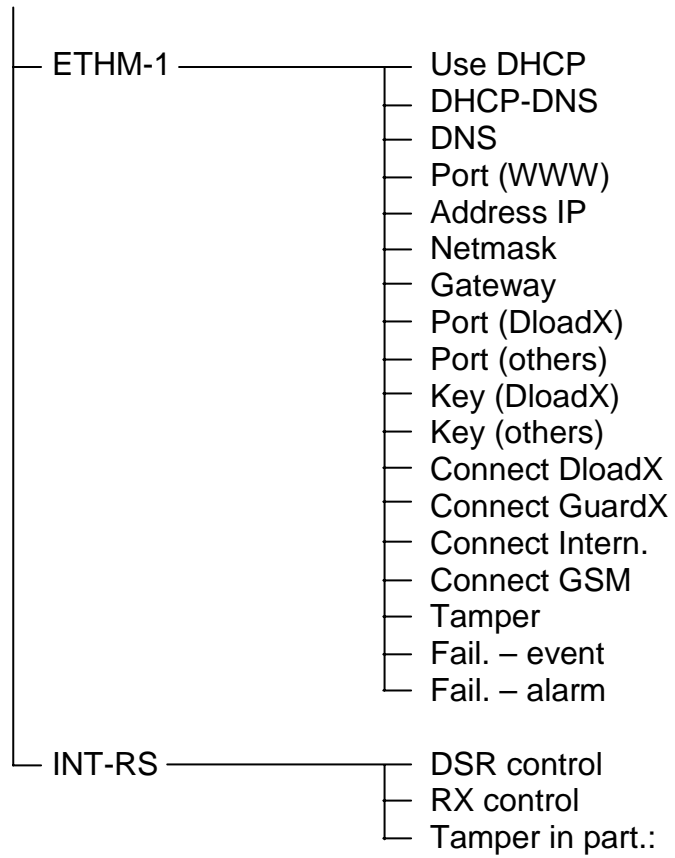 ETHM-1 Use DHCP
DHCP-DNS
DNS
Port (WWW)
Address IP
Netmask
Gateway
Port (DloadX)
Port (others)
Key (DloadX)
Key (others)
Connect DloadX
Connect GuardX
Connect Intern.
Connect GSM
Tamper
Fail. – event
Fail. – alarm
INT-RS DSR control
RX control
Tamper in part.: